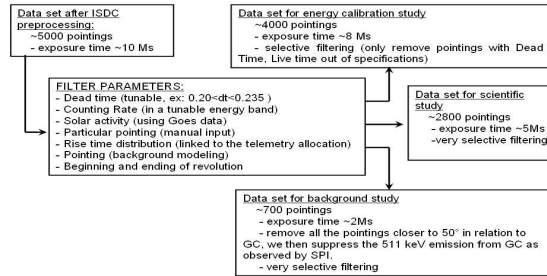 Data set after ISDC
preprocessing:
~5000 pointings
- exposure time ~10 Ms
Data set for energy calibration study
~4000 pointings
- exposure time ~8 Ms
- selective filtering (only remove pointings with Dead
Time, Live time out of specifications)
FILTER PARAMETERS:
- Dead time (tunable, ex: 0.20<dt<0.235 )
- Counting Rate (in a tunable energy band)
- Solar activity (using Goes data)
- Particular pointing (manual input)
- Rise time distribution (linked to the telemetry allocation)
- Pointing (background modeling)
- Beginning and ending of revolution
Data set for scientific
study
~2800 pointings
- exposure time ~5Ms
-very selective filtering
Data set for background study
~700 pointings
- exposure time ~2Ms
- remove all the pointings closer to 50° in relation to
GC, we then suppress the 511 keV emission from GC as
observed by SPI.
- very selective filtering